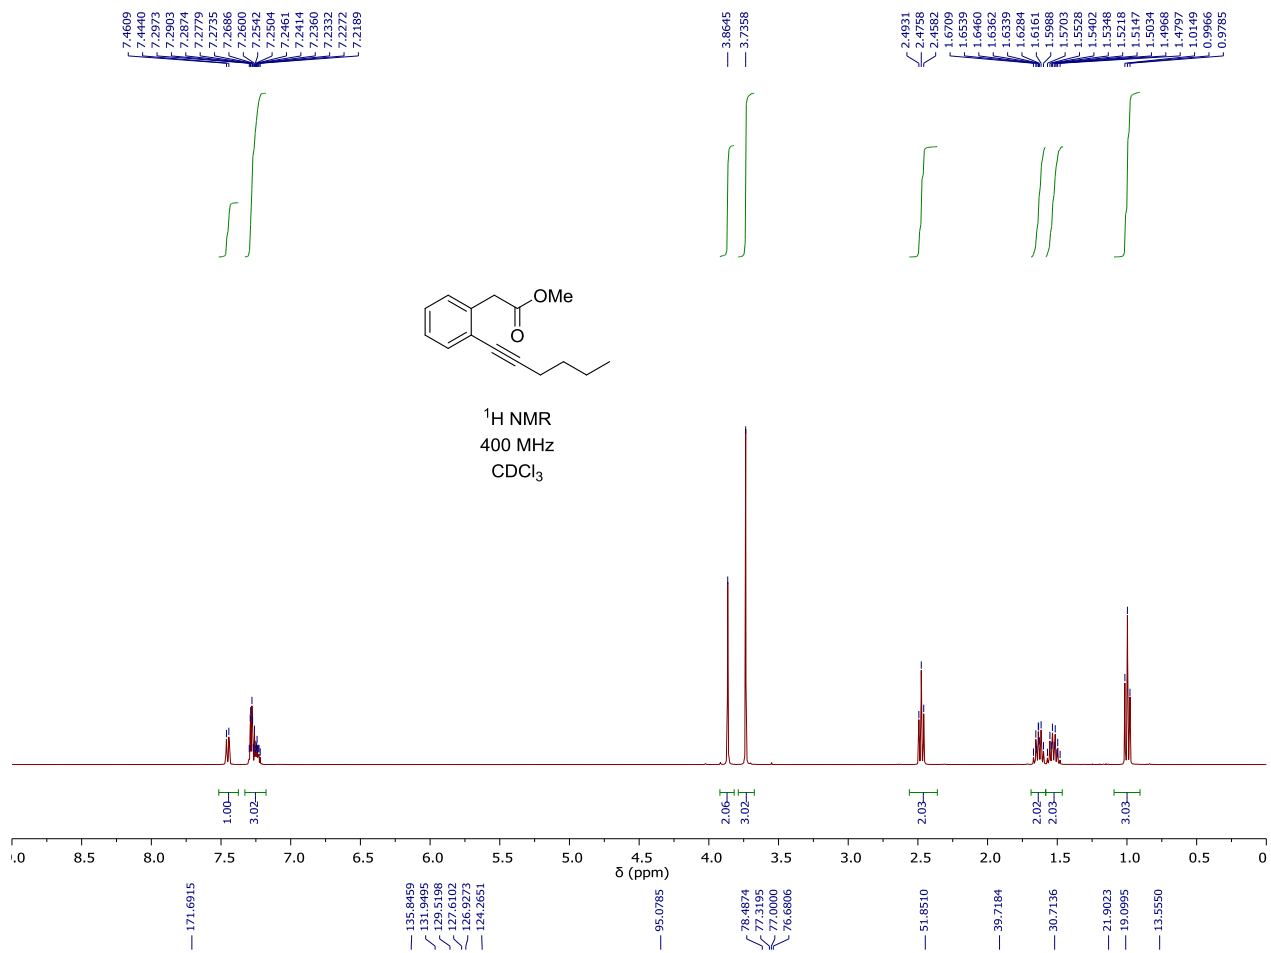 7.4609 7.4440 7.2973 7.2903 7.2874 7.2779 7.2735 7.2686 7.2600 7.2542 7.2504 7.2461 7.2414 7.2360 7.2332 7.2272 7.2189 3.8645 3.7358 2.4931 2.4758 2.4582 1.6709 1.6539 1.6460 1.6362 1.6339 1.6284 1.6161 1.5988 1.5703 1.5528 1.5402 1.5348 1.5218 1.5147 1.5034 1.4968 1.4797 1.0149 0.9966 0.9785
OMe
O
¹H NMR
400 MHz
CDCl₃
1.00 3.02 2.06 3.02 2.03 2.02 2.03 3.03
.0 8.5 8.0 7.5 7.0 6.5 6.0 5.5 5.0 4.5 4.0 3.5 3.0 2.5 2.0 1.5 1.0 0.5 0
δ (ppm)
171.6915 135.8459 131.9495 129.5198 127.6102 126.9273 124.2651 95.0785 78.4874 77.3195 77.0000 76.6806 51.8510 39.7184 30.7136 21.9023 19.0995 13.5550